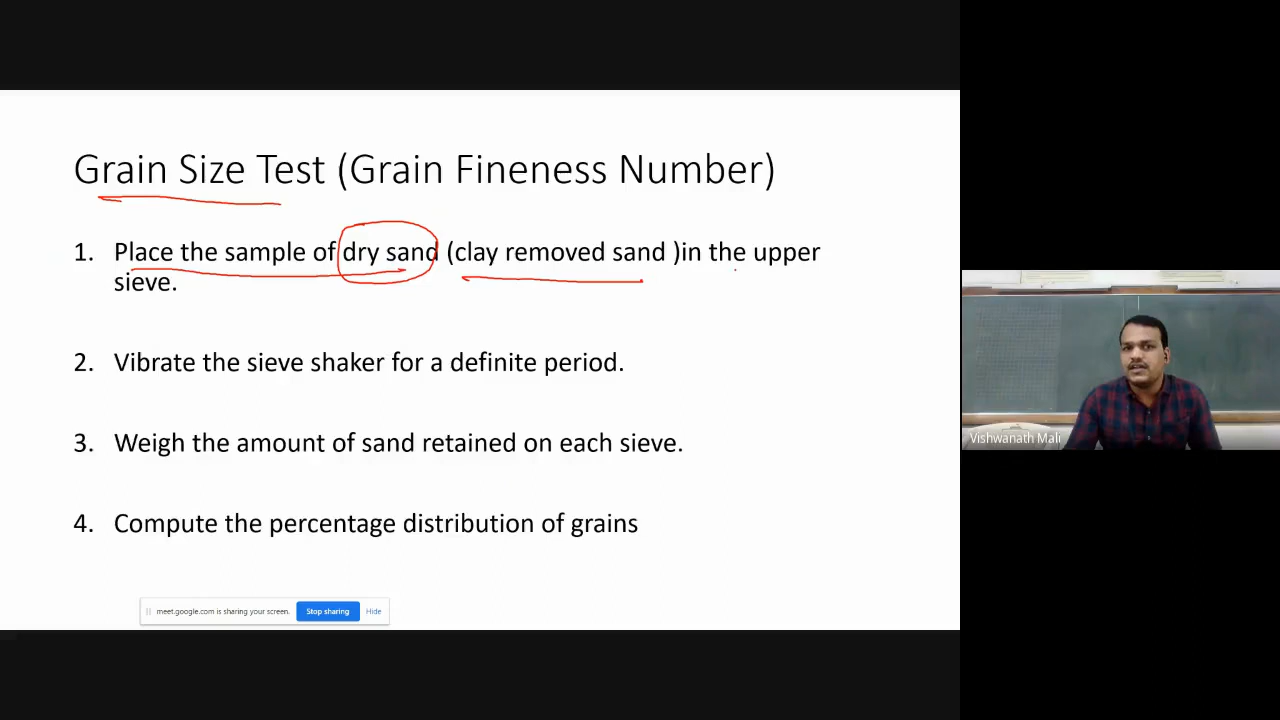 Grain Size Test (Grain Fineness Number)
1. Place the sample of dry sand (clay removed sand )in the upper
sieve.
2. Vibrate the sieve shaker for a definite period.
3. Weigh the amount of sand retained on each sieve.
4. Compute the percentage distribution of grains
meet.google.com is sharing your screen. Stop sharing Hide
Vishwanath Mali